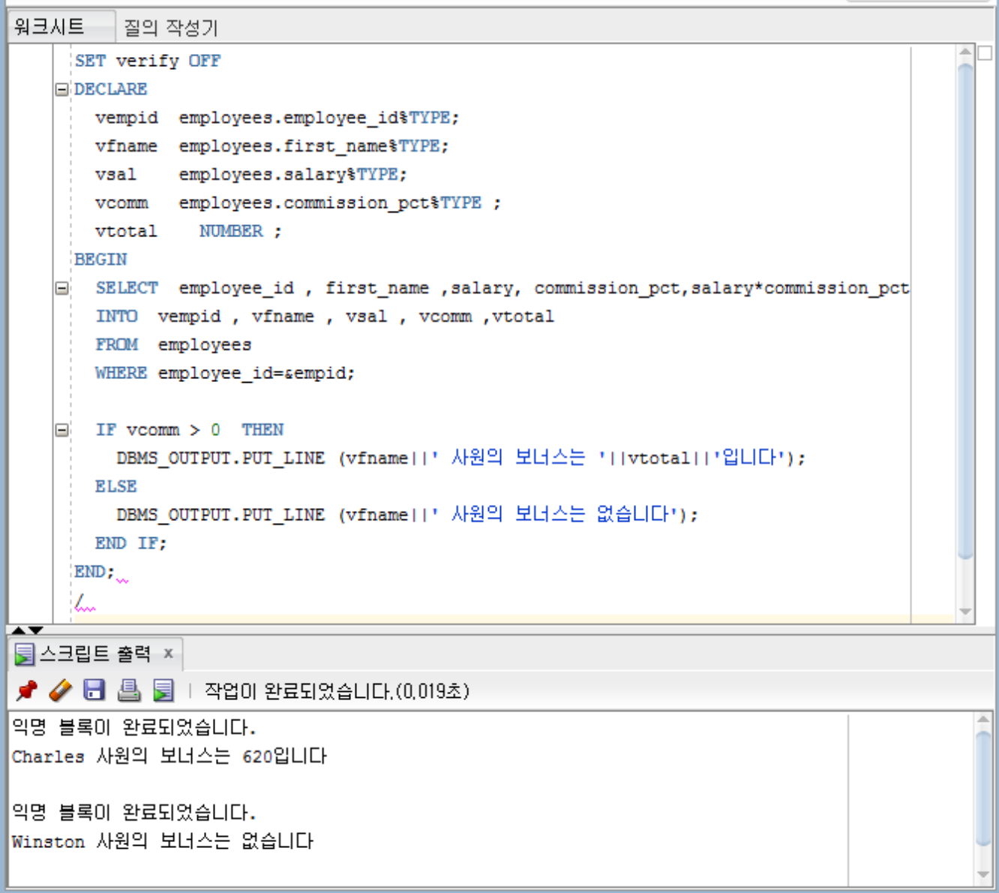 워크시트 질의 작성기
SET verify OFF
DECLARE
vempid employees.employee_id%TYPE;
vfname employees.first_name%TYPE;
vsal employees.salary%TYPE;
vcomm employees.commission_pct%TYPE ;
vtotal NUMBER ;
BEGIN
SELECT employee_id , first_name ,salary, commission_pct,salary*commission_pct
INTO vempid , vfname , vsal , vcomm ,vtotal
FROM employees
WHERE employee_id=&empid;
IF vcomm > 0 THEN
DBMS_OUTPUT.PUT_LINE (vfname||' 사원의 보너스는 '||vtotal||'입니다');
ELSE
DBMS_OUTPUT.PUT_LINE (vfname||' 사원의 보너스는 없습니다');
END IF;
END;
/
스크립트 출력 x
작업이 완료되었습니다.(0.019초)
익명 블록이 완료되었습니다.
Charles 사원의 보너스는 620입니다
익명 블록이 완료되었습니다.
Winston 사원의 보너스는 없습니다